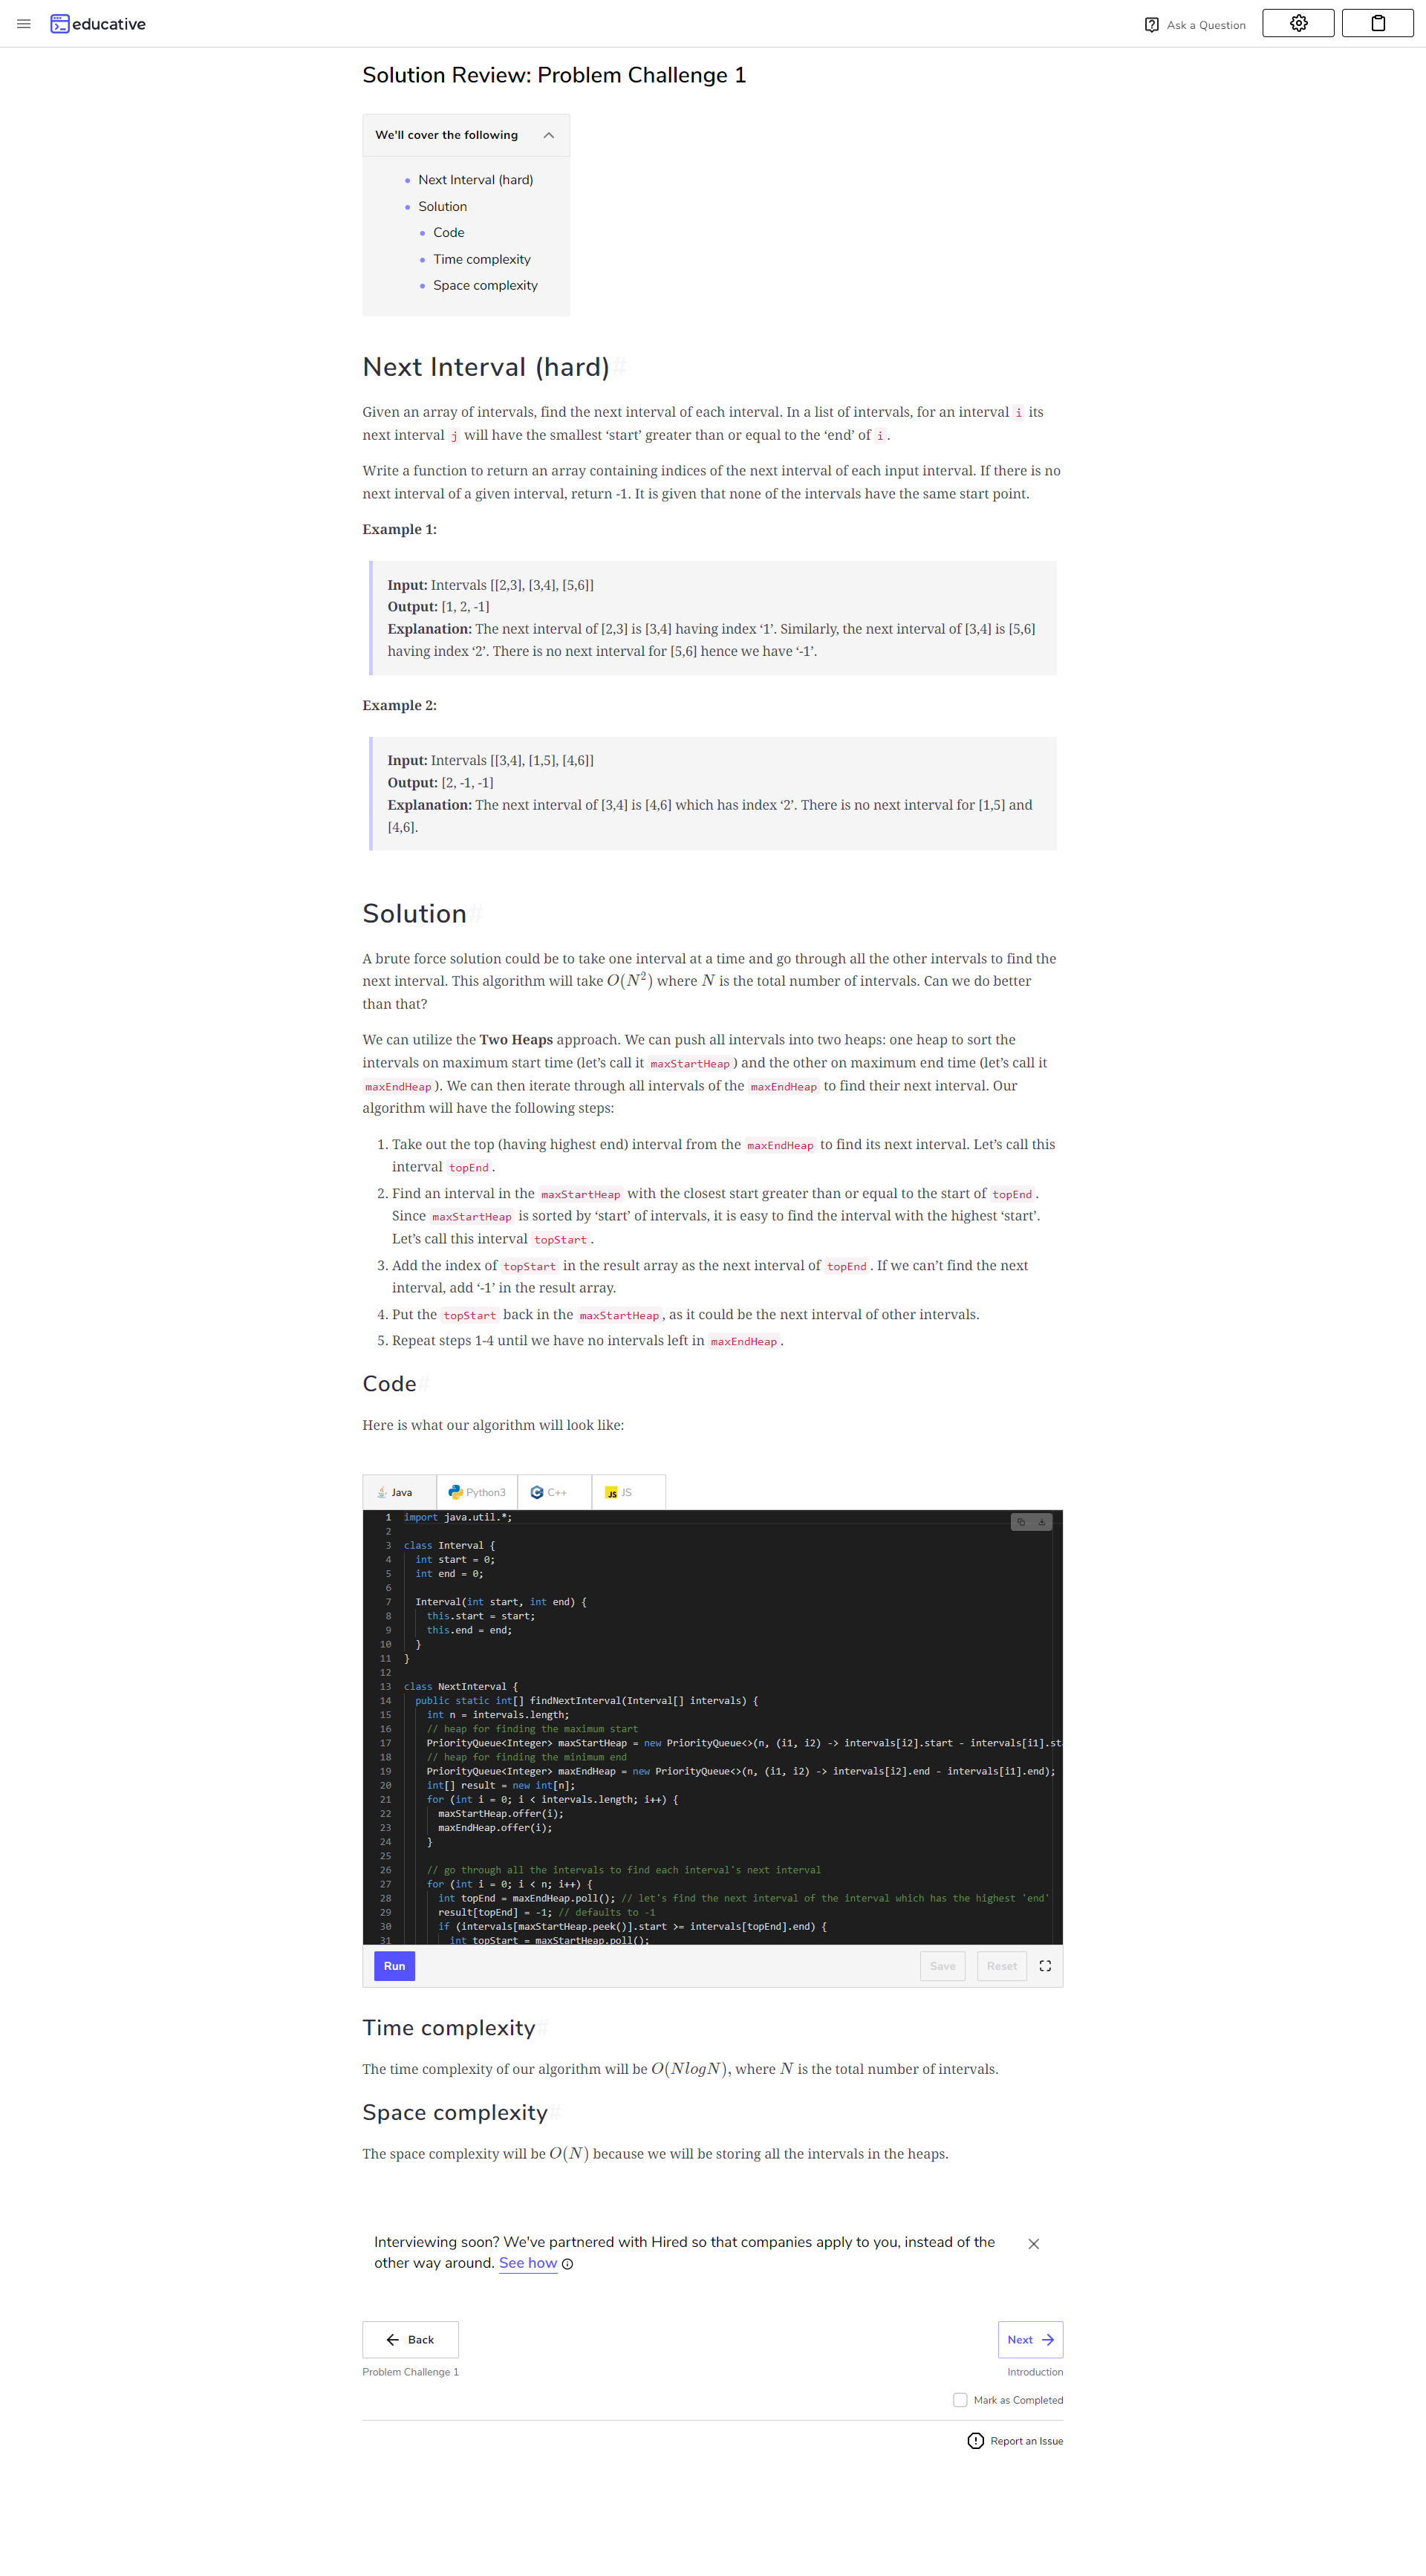 educative
Ask a Question
Solution Review: Problem Challenge 1
We'll cover the following
Next Interval (hard)
Solution
Code
Time complexity
Space complexity
Next Interval (hard)#
Given an array of intervals, find the next interval of each interval. In a list of intervals, for an interval i its
next interval j will have the smallest ‘start’ greater than or equal to the ‘end’ of i.
Write a function to return an array containing indices of the next interval of each input interval. If there is no
next interval of a given interval, return -1. It is given that none of the intervals have the same start point.
Example 1:
Input: Intervals [[2,3], [3,4], [5,6]]
Output: [1, 2, -1]
Explanation: The next interval of [2,3] is [3,4] having index ‘1’. Similarly, the next interval of [3,4] is [5,6]
having index ‘2’. There is no next interval for [5,6] hence we have ‘-1’.
Example 2:
Input: Intervals [[3,4], [1,5], [4,6]]
Output: [2, -1, -1]
Explanation: The next interval of [3,4] is [4,6] which has index ‘2’. There is no next interval for [1,5] and
[4,6].
Solution#
A brute force solution could be to take one interval at a time and go through all the other intervals to find the
next interval. This algorithm will take O(N²) where N is the total number of intervals. Can we do better
than that?
We can utilize the Two Heaps approach. We can push all intervals into two heaps: one heap to sort the
intervals on maximum start time (let’s call it maxStartHeap) and the other on maximum end time (let’s call it
maxEndHeap). We can then iterate through all intervals of the maxEndHeap to find their next interval. Our
algorithm will have the following steps:
1. Take out the top (having highest end) interval from the maxEndHeap to find its next interval. Let’s call this
interval topEnd.
2. Find an interval in the maxStartHeap with the closest start greater than or equal to the start of topEnd.
Since maxStartHeap is sorted by ‘start’ of intervals, it is easy to find the interval with the highest ‘start’.
Let’s call this interval topStart.
3. Add the index of topStart in the result array as the next interval of topEnd. If we can’t find the next
interval, add ‘-1’ in the result array.
4. Put the topStart back in the maxStartHeap, as it could be the next interval of other intervals.
5. Repeat steps 1-4 until we have no intervals left in maxEndHeap.
Code#
Here is what our algorithm will look like:
Java Python3 C++ JS
1 import java.util.*;
2
3 class Interval {
4 int start = 0;
5 int end = 0;
6
7 Interval(int start, int end) {
8 this.start = start;
9 this.end = end;
10 }
11 }
12
13 class NextInterval {
14 public static int[] findNextInterval(Interval[] intervals) {
15 int n = intervals.length;
16 // heap for finding the maximum start
17 PriorityQueue<Integer> maxStartHeap = new PriorityQueue<>(n, (i1, i2) -> intervals[i2].start - intervals[i1].st
18 // heap for finding the minimum end
19 PriorityQueue<Integer> maxEndHeap = new PriorityQueue<>(n, (i1, i2) -> intervals[i2].end - intervals[i1].end);
20 int[] result = new int[n];
21 for (int i = 0; i < intervals.length; i++) {
22 maxStartHeap.offer(i);
23 maxEndHeap.offer(i);
24 }
25
26 // go through all the intervals to find each interval's next interval
27 for (int i = 0; i < n; i++) {
28 int topEnd = maxEndHeap.poll(); // let's find the next interval of the interval which has the highest 'end'
29 result[topEnd] = -1; // defaults to -1
30 if (intervals[maxStartHeap.peek()].start >= intervals[topEnd].end) {
31 int topStart = maxStartHeap.poll();
Run
Save
Reset
Time complexity#
The time complexity of our algorithm will be O(NlogN), where N is the total number of intervals.
Space complexity#
The space complexity will be O(N) because we will be storing all the intervals in the heaps.
Interviewing soon? We've partnered with Hired so that companies apply to you, instead of the
other way around. See how
Back
Next
Problem Challenge 1
Introduction
Mark as Completed
Report an Issue